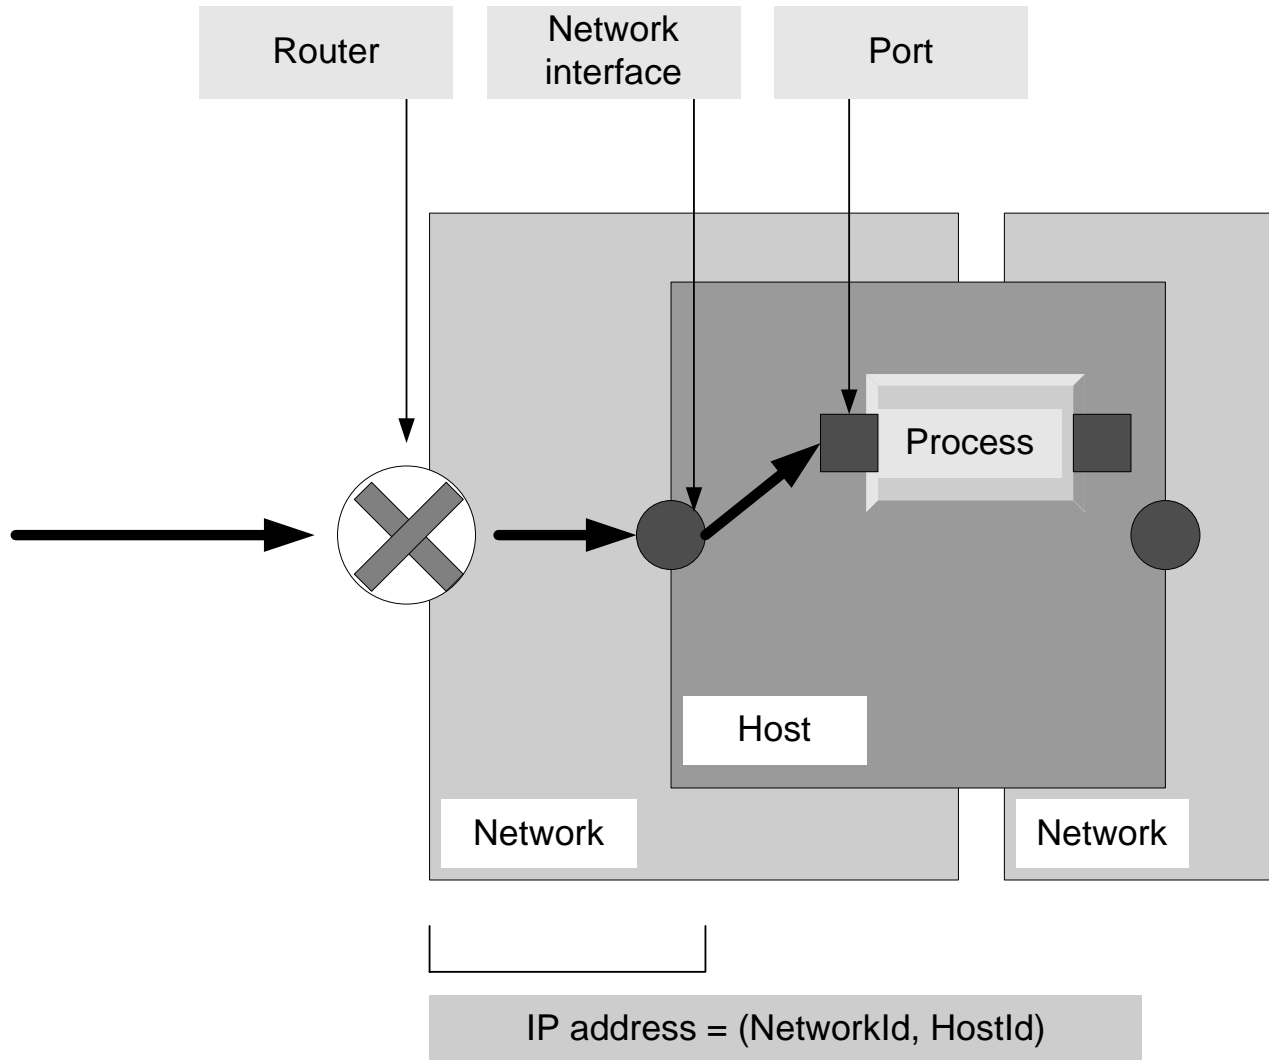 Router
Network
interface
Port
Process
Host
Network
Network
IP address = (NetworkId, HostId)